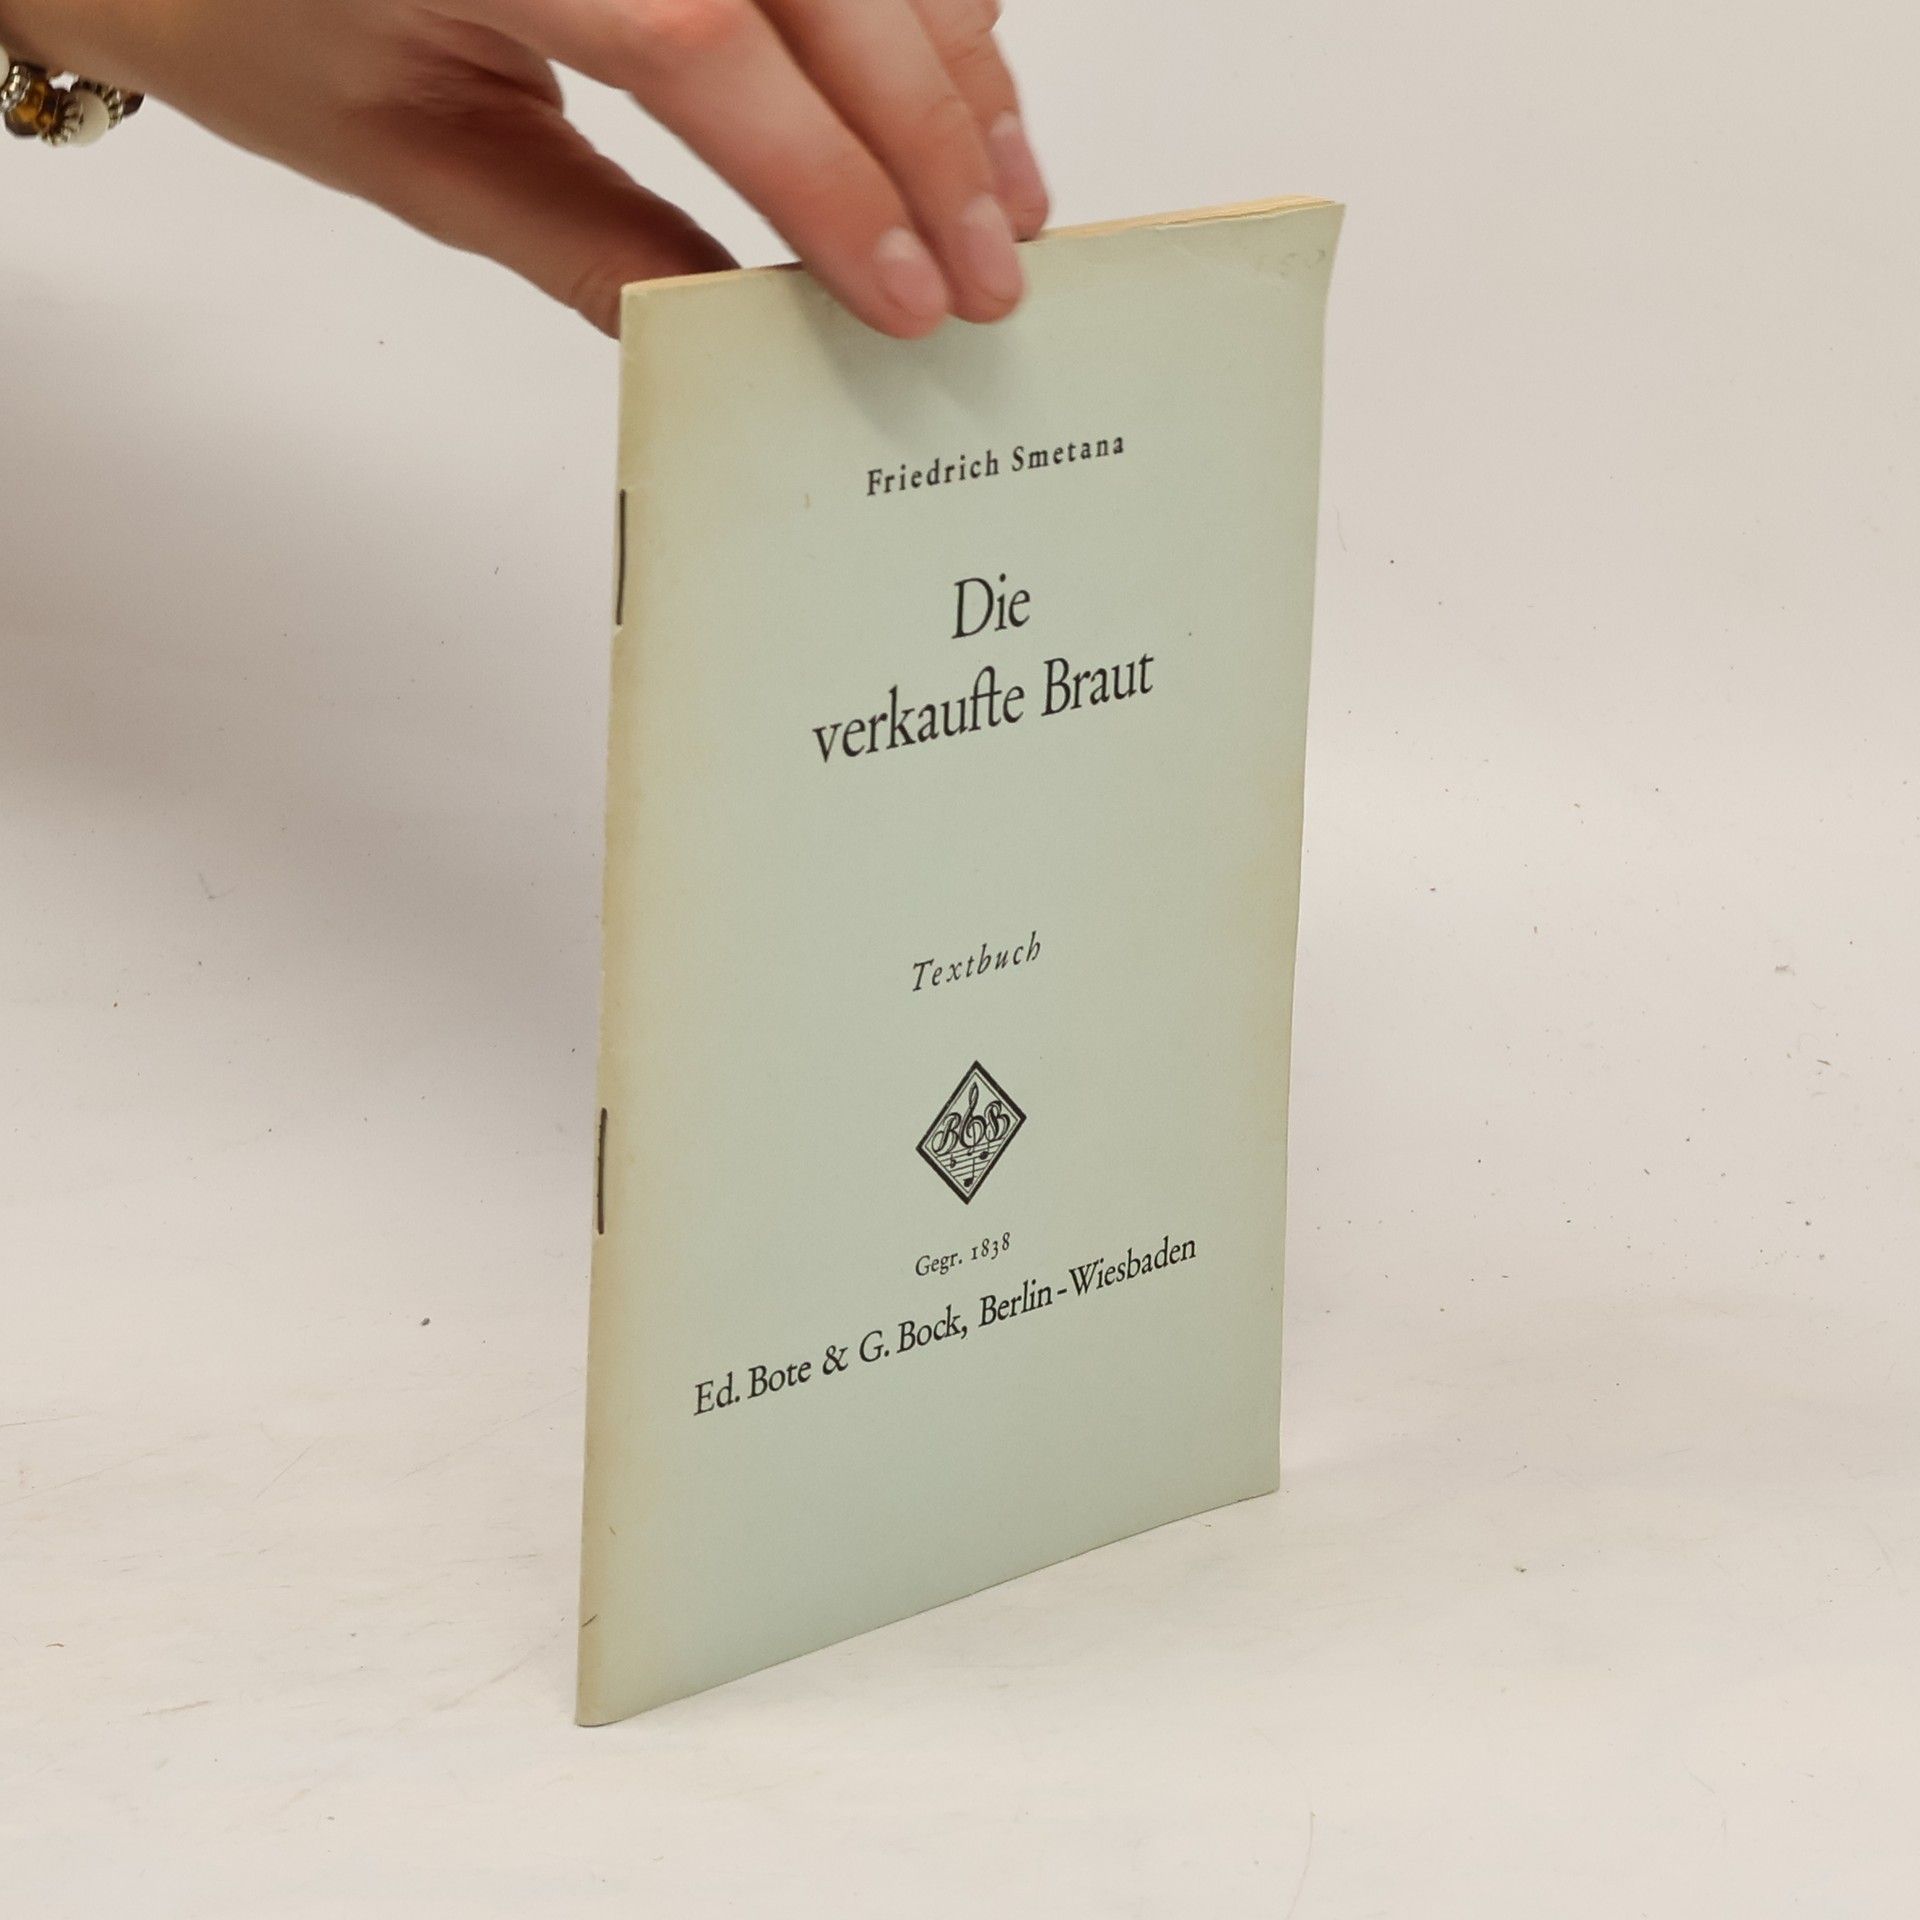 Friedrich Smetana
Die
verkaufte Braut
Textbuch
B B
Gegr. 1838
Ed. Bote & G. Bock, Berlin-Wiesbaden